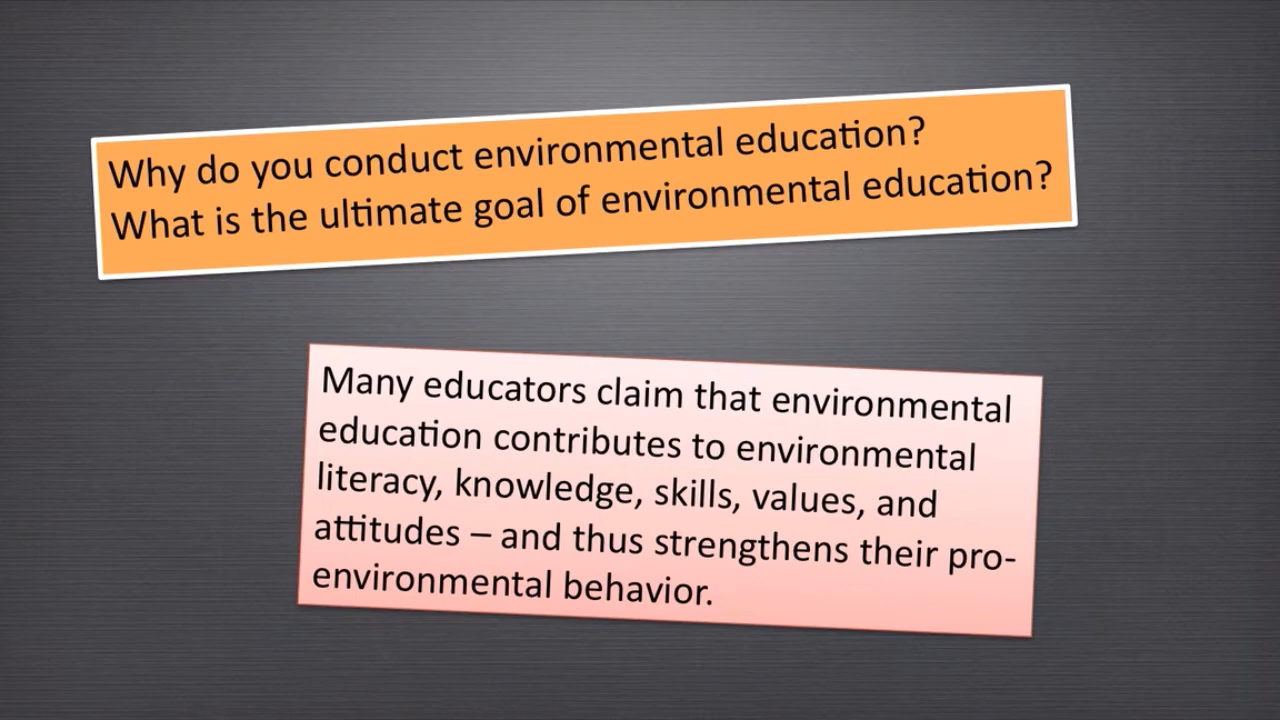 Why do you conduct environmental education?
What is the ultimate goal of environmental education?
Many educators claim that environmental
education contributes to environmental
literacy, knowledge, skills, values, and
attitudes – and thus strengthens their pro-
environmental behavior.